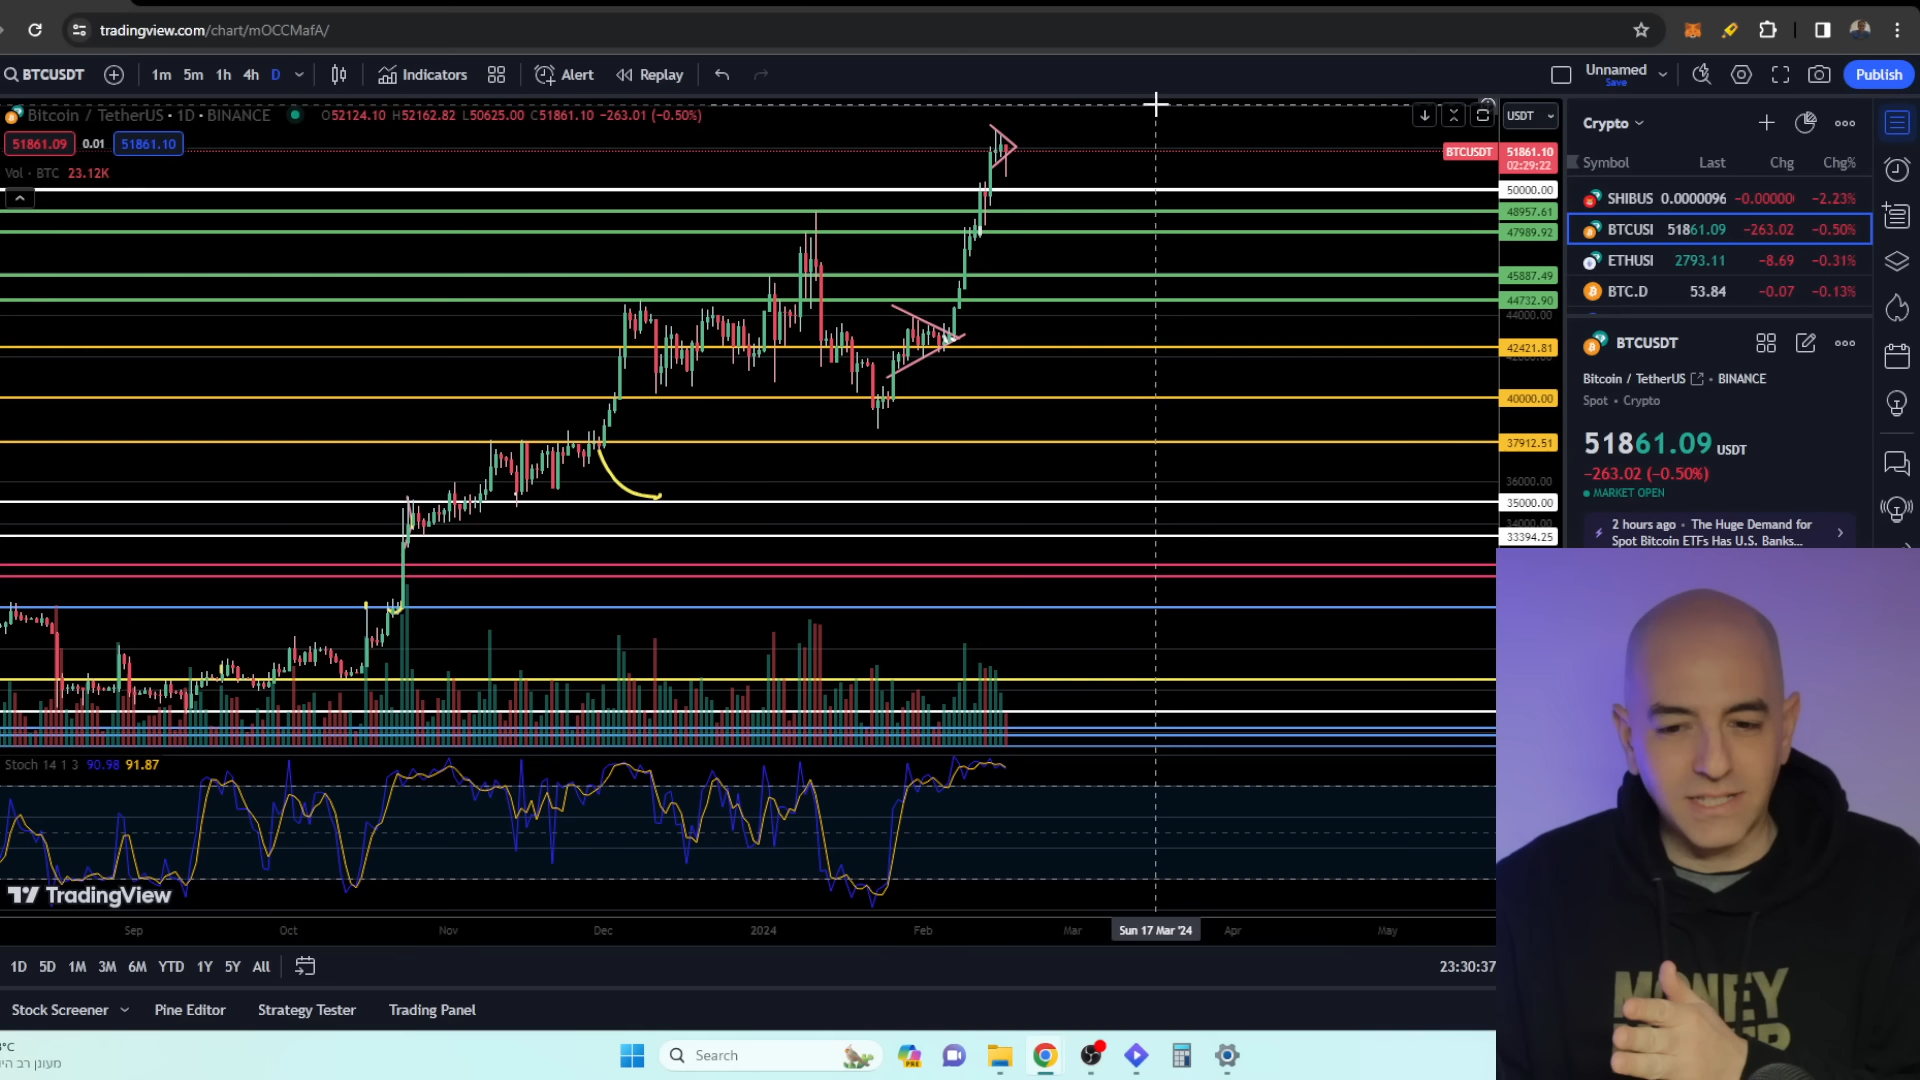 tradingview.com/chart/mOCCMafA/
BTCUSDT 1m 5m 1h 4h D Indicators Alert Replay Unnamed Save Publish
Bitcoin / TetherUS · 1D · BINANCE O52124.10 H52162.82 L50625.00 C51861.10 −263.01 (−0.50%)
51861.09 0.01 51861.10
Vol · BTC 23.12K
USDT
BTCUSDT 51861.10
02:29:22
50000.00
48957.61
47989.92
45887.49
44732.90
44000.00
42421.81
40000.00
37912.51
36000.00
35000.00
34000.00
33394.25
Crypto
Symbol Last Chg Chg%
SHIBUS 0.0000096 −0.00000 −2.23%
BTCUSI 51861.09 −263.02 −0.50%
ETHUSI 2793.11 −8.69 −0.31%
BTC.D 53.84 −0.07 −0.13%
BTCUSDT
Bitcoin / TetherUS · BINANCE
Spot · Crypto
51861.09 USDT
−263.02 (−0.50%)
MARKET OPEN
2 hours ago · The Huge Demand for
Spot Bitcoin ETFs Has U.S. Banks...
Stoch 14 1 3 90.98 91.87
TradingView
Sep Oct Nov Dec 2024 Feb Mar Sun 17 Mar '24 Apr May
1D 5D 1M 3M 6M YTD 1Y 5Y All 23:30:37
Stock Screener Pine Editor Strategy Tester Trading Panel
Search
מעונן רב הי
MONEY